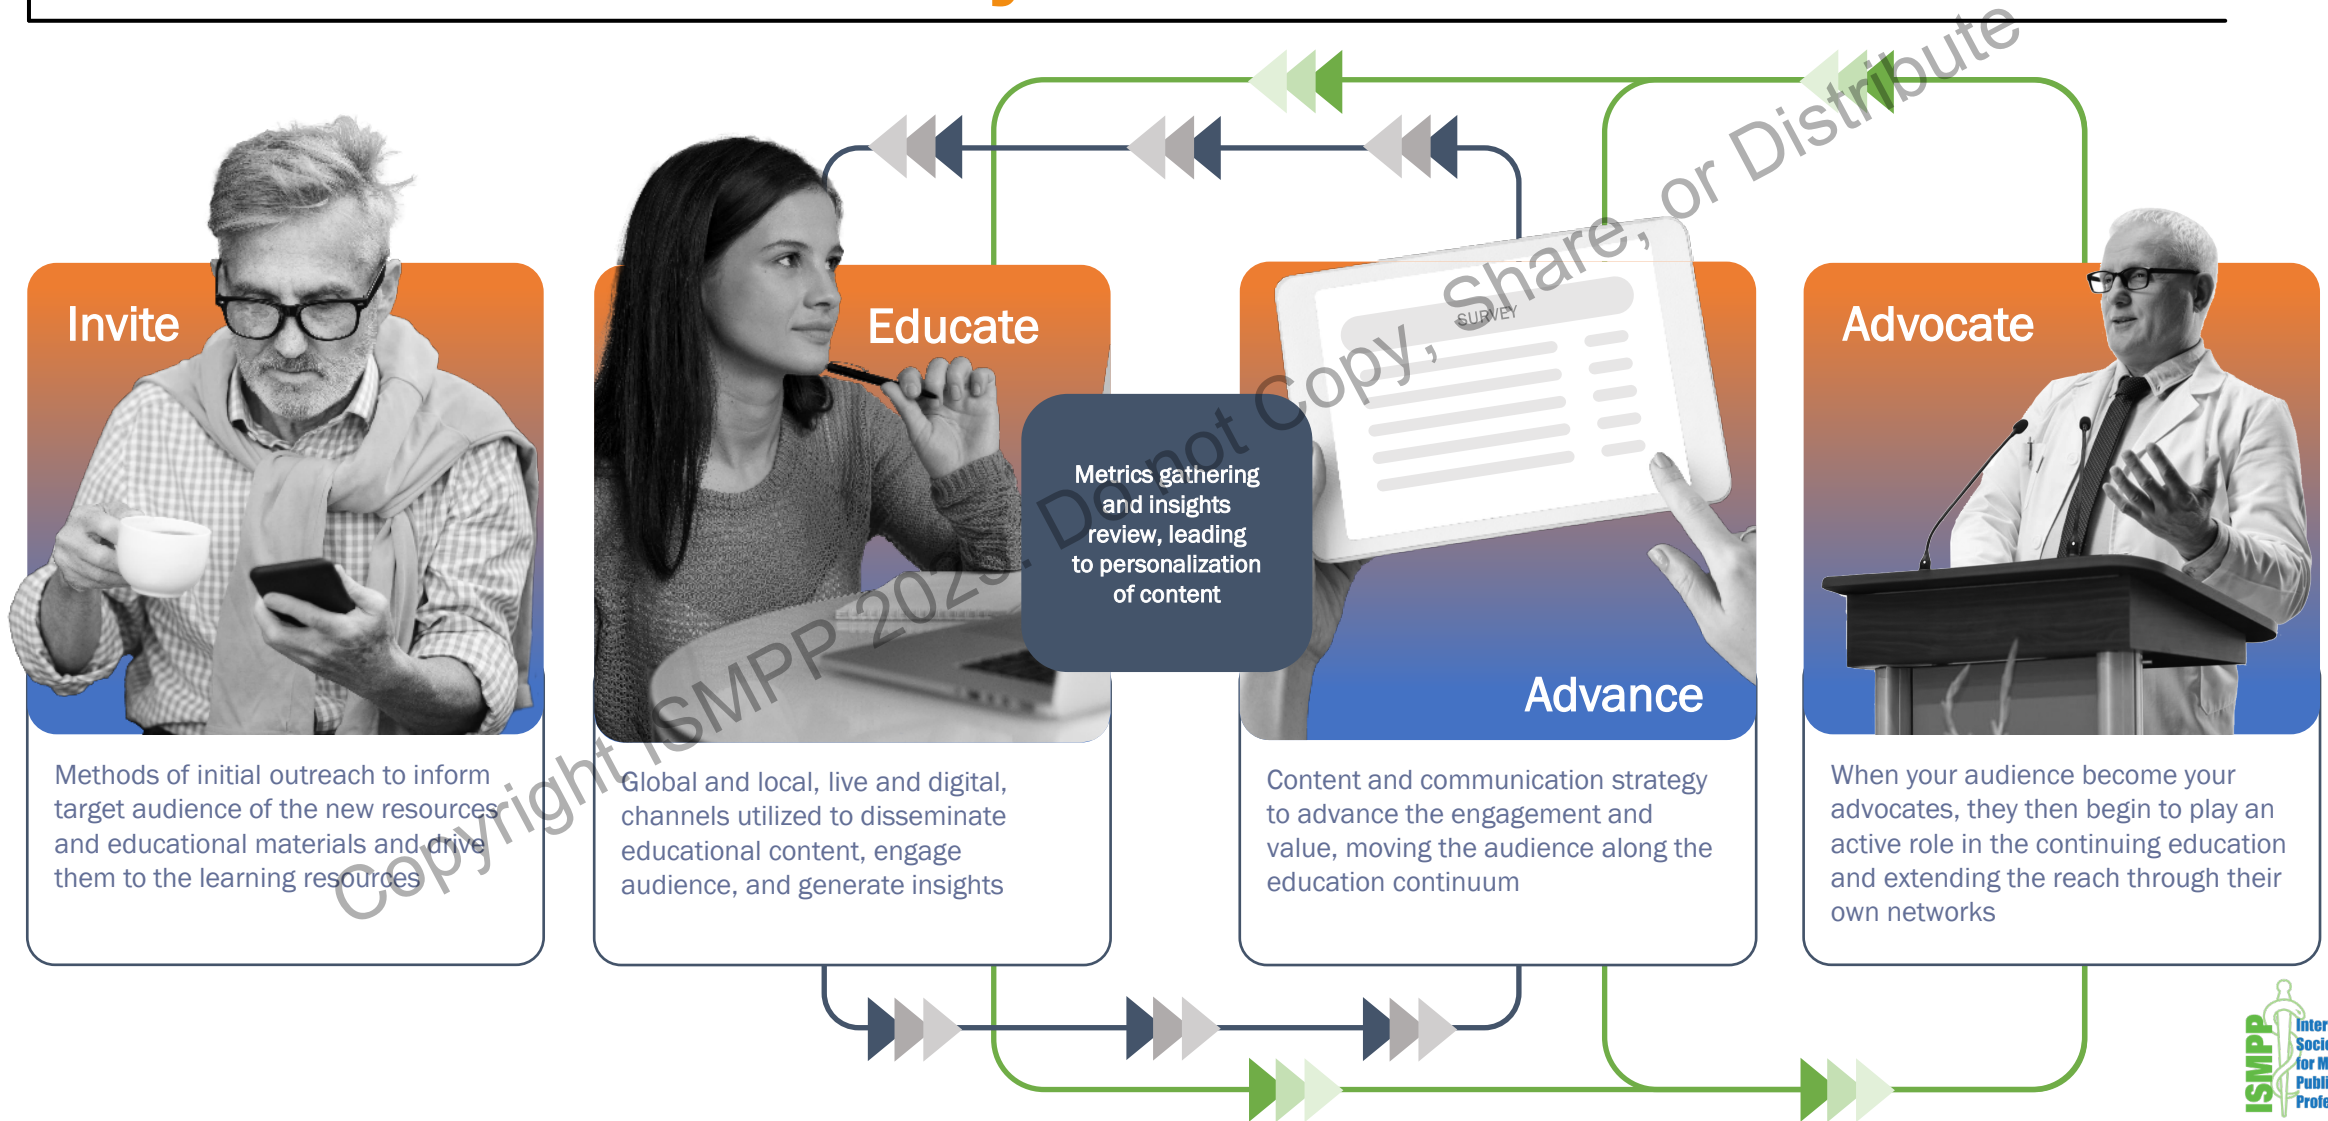 Invite
Methods of initial outreach to inform
target audience of the new resources
and educational materials and drive
them to the learning resources
Educate
Global and local, live and digital,
channels utilized to disseminate
educational content, engage
audience, and generate insights
Metrics gathering
and insights
review, leading
to personalization
of content
SURVEY
Advance
Content and communication strategy
to advance the engagement and
value, moving the audience along the
education continuum
Advocate
When your audience become your
advocates, they then begin to play an
active role in the continuing education
and extending the reach through their
own networks
Copyright ISMPP 2023. Do not Copy, Share, or Distribute
ISMPP
Inter
Socie
for M
Publi
Profe